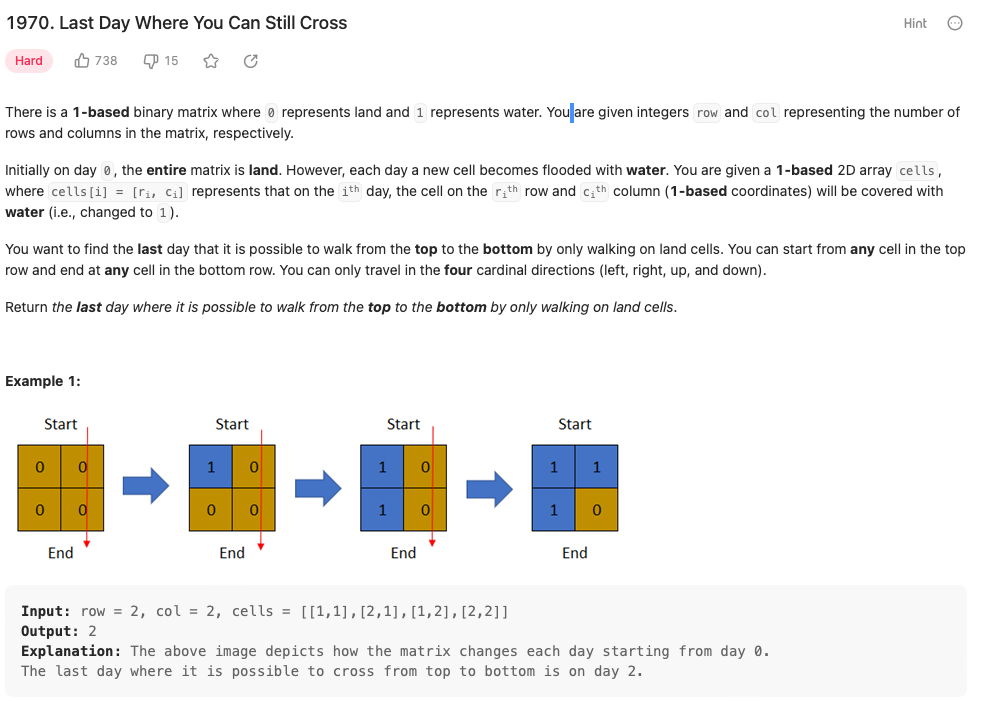 1970. Last Day Where You Can Still Cross
Hint
Hard
738
15
There is a 1-based binary matrix where 0 represents land and 1 represents water. You are given integers row and col representing the number of
rows and columns in the matrix, respectively.
Initially on day 0, the entire matrix is land. However, each day a new cell becomes flooded with water. You are given a 1-based 2D array cells,
where cells[i] = [ri, ci] represents that on the ith day, the cell on the rith row and cith column (1-based coordinates) will be covered with
water (i.e., changed to 1).
You want to find the last day that it is possible to walk from the top to the bottom by only walking on land cells. You can start from any cell in the top
row and end at any cell in the bottom row. You can only travel in the four cardinal directions (left, right, up, and down).
Return the last day where it is possible to walk from the top to the bottom by only walking on land cells.
Example 1:
Start Start Start Start
0 0 1 0 1 0 1 1
0 0 0 0 1 0 1 0
End End End End
Input: row = 2, col = 2, cells = [[1,1],[2,1],[1,2],[2,2]]
Output: 2
Explanation: The above image depicts how the matrix changes each day starting from day 0.
The last day where it is possible to cross from top to bottom is on day 2.